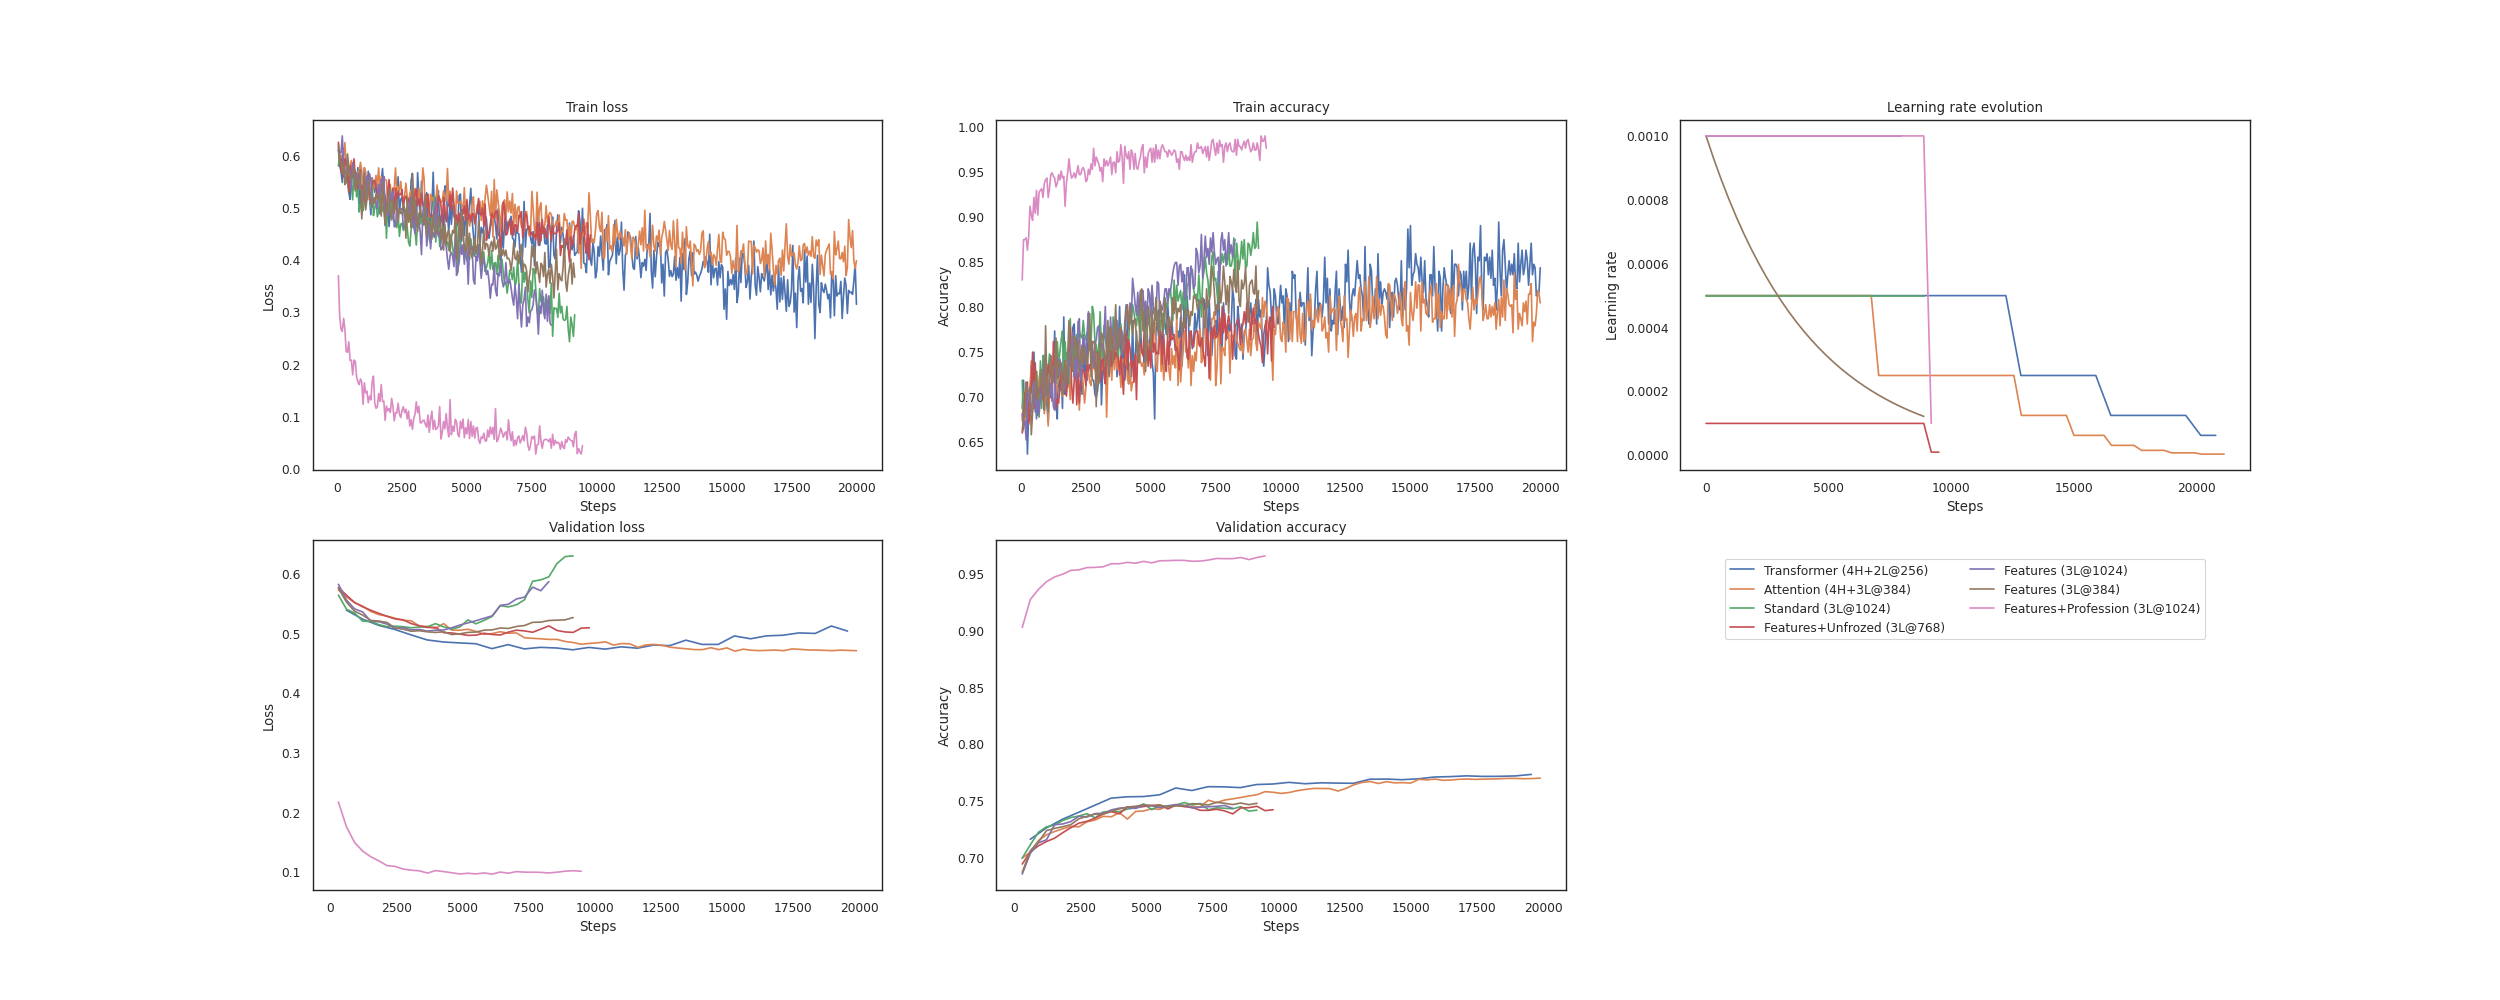 Train loss
Loss
0.6
0.5
0.4
0.3
0.2
0.1
0.0
0 2500 5000 7500 10000 12500 15000 17500 20000
Steps
Train accuracy
Accuracy
1.00
0.95
0.90
0.85
0.80
0.75
0.70
0.65
0 2500 5000 7500 10000 12500 15000 17500 20000
Steps
Learning rate evolution
Learning rate
0.0010
0.0008
0.0006
0.0004
0.0002
0.0000
0 5000 10000 15000 20000
Steps
Validation loss
Loss
0.6
0.5
0.4
0.3
0.2
0.1
0 2500 5000 7500 10000 12500 15000 17500 20000
Steps
Validation accuracy
Accuracy
0.95
0.90
0.85
0.80
0.75
0.70
0 2500 5000 7500 10000 12500 15000 17500 20000
Steps
Transformer (4H+2L@256)
Attention (4H+3L@384)
Standard (3L@1024)
Features+Unfrozed (3L@768)
Features (3L@1024)
Features (3L@384)
Features+Profession (3L@1024)